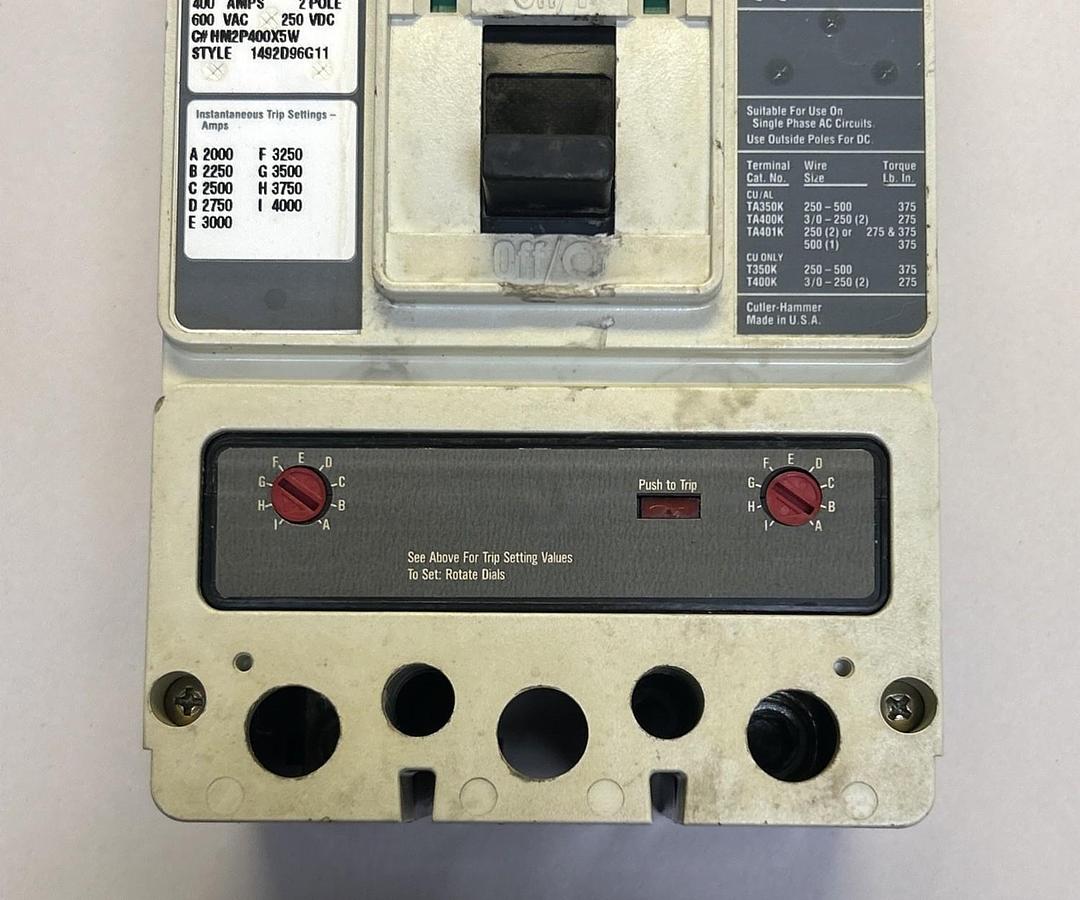 400 AMPS 2 POLE
600 VAC 250 VDC
C# HM2P400X5W
STYLE 1492D96G11
Instantaneous Trip Settings –
Amps
A 2000 F 3250
B 2250 G 3500
C 2500 H 3750
D 2750 I 4000
E 3000
Off/
Suitable For Use On
Single Phase AC Circuits.
Use Outside Poles For DC.
Terminal Wire Torque
Cat. No. Size Lb. In.
CU/AL
TA350K 250 – 500 375
TA400K 3/0 – 250 (2) 275
TA401K 250 (2) or 275 & 375
500 (1) 375
CU ONLY
T350K 250 – 500 375
T400K 3/0 – 250 (2) 275
Cutler-Hammer
Made in U.S.A.
A B C D E F G H I
Push to Trip
A B C D E F G H I
See Above For Trip Setting Values
To Set: Rotate Dials